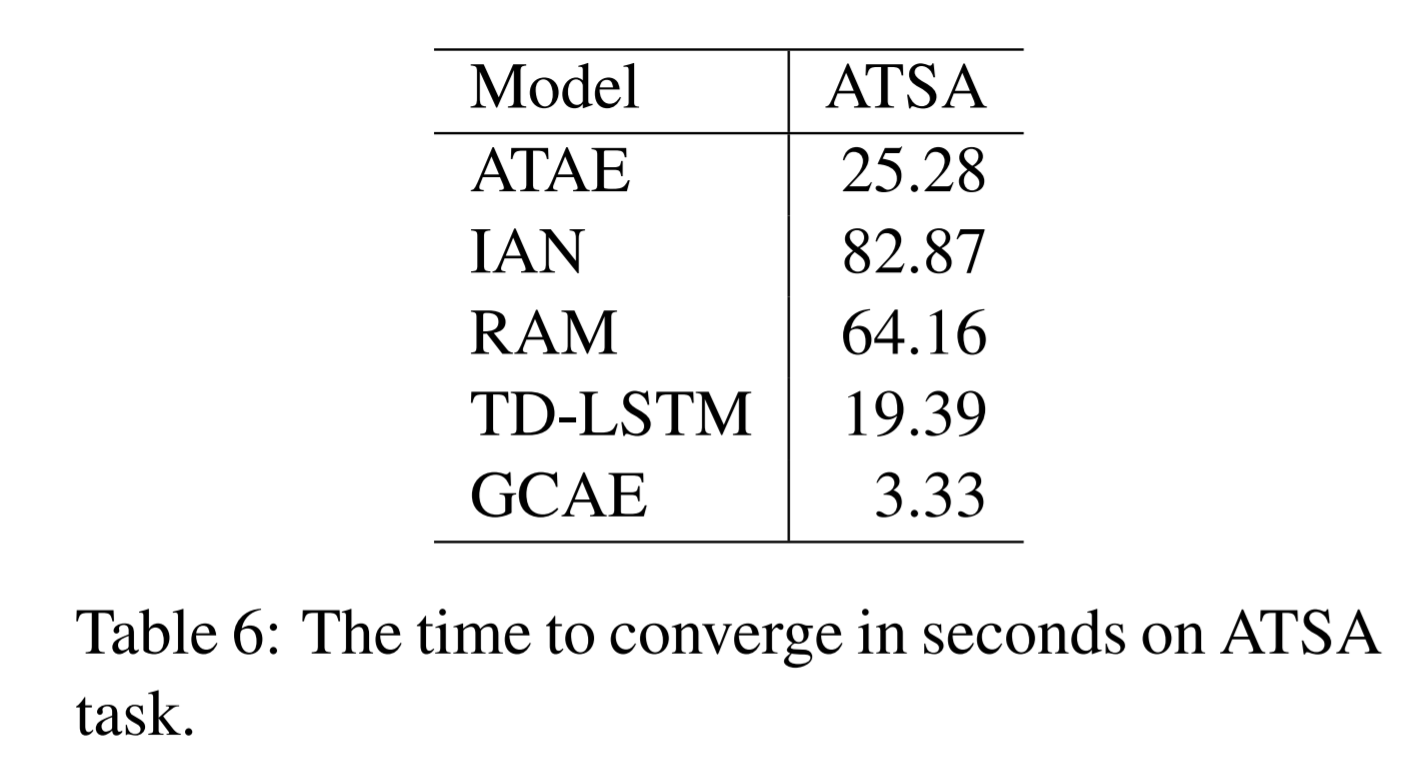 Model ATSA
ATAE 25.28
IAN 82.87
RAM 64.16
TD-LSTM 19.39
GCAE 3.33
Table 6: The time to converge in seconds on ATSA
task.